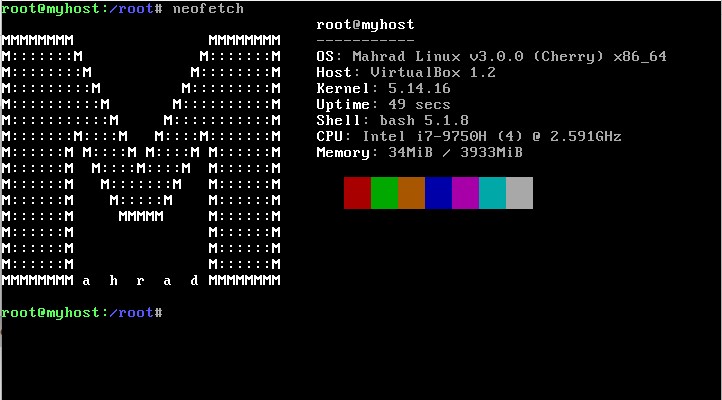 root@myhost:/root# neofetch
root@myhost
-----------
MMMMMMMM               MMMMMMMM
M:::::::M             M:::::::M OS: Mahrad Linux v3.0.0 (Cherry) x86_64
M::::::::M           M::::::::M Host: VirtualBox 1.2
M:::::::::M         M:::::::::M Kernel: 5.14.16
M::::::::::M       M::::::::::M Uptime: 49 secs
M:::::::::::M     M:::::::::::M Shell: bash 5.1.8
M:::::::M::::M   M::::M:::::::M CPU: Intel i7-9750H (4) @ 2.591GHz
M::::::M M::::M M::::M M::::::M Memory: 34MiB / 3933MiB
M::::::M  M::::M::::M  M::::::M
M::::::M   M:::::::M   M::::::M
M::::::M    M:::::M    M::::::M
M::::::M     MMMMM     M::::::M
M::::::M               M::::::M
M::::::M               M::::::M
M::::::M               M::::::M
MMMMMMMM a  h  r  a  d MMMMMMMM
root@myhost:/root#